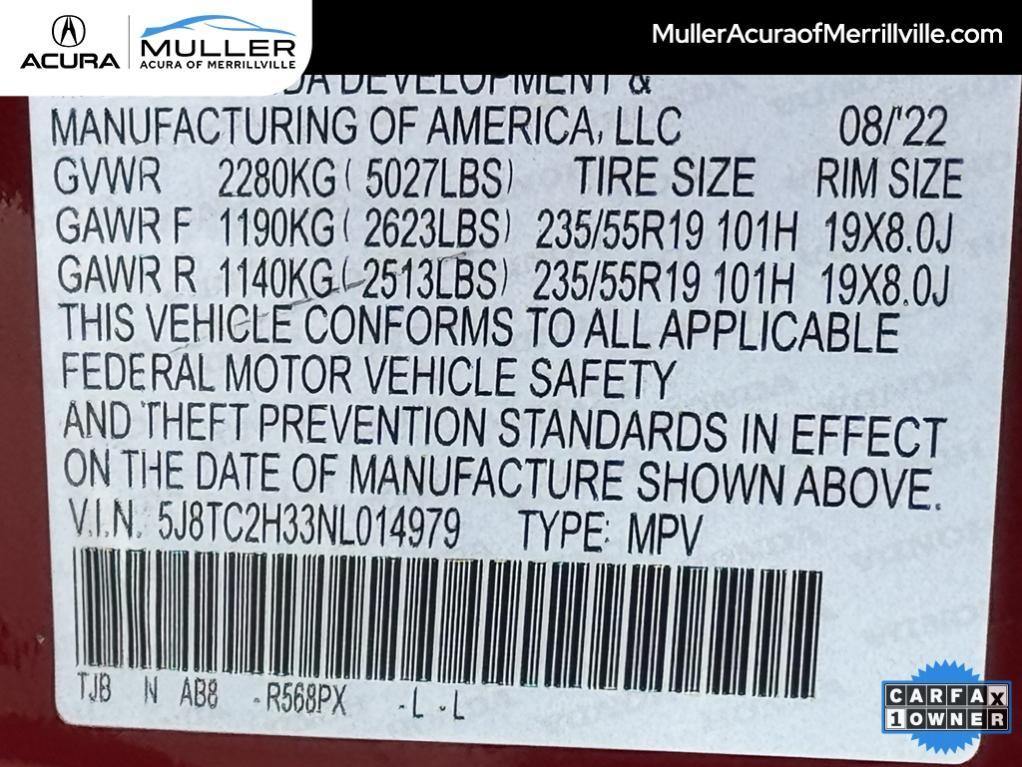 ACURA
MULLER
ACURA OF MERRILLVILLE
MullerAcuraofMerrillville.com
DEVELOPMENT &
MANUFACTURING OF AMERICA, LLC 08/'22
GVWR 2280KG ( 5027LBS) TIRE SIZE RIM SIZE
GAWR F 1190KG ( 2623LBS) 235/55R19 101H 19X8.0J
GAWR R 1140KG ( 2513LBS) 235/55R19 101H 19X8.0J
THIS VEHICLE CONFORMS TO ALL APPLICABLE
FEDERAL MOTOR VEHICLE SAFETY
AND THEFT PREVENTION STANDARDS IN EFFECT
ON THE DATE OF MANUFACTURE SHOWN ABOVE.
V.I.N. 5J8TC2H33NL014979 TYPE: MPV
TJB N AB8 -R568PX -L -L
CARFAX
1 OWNER